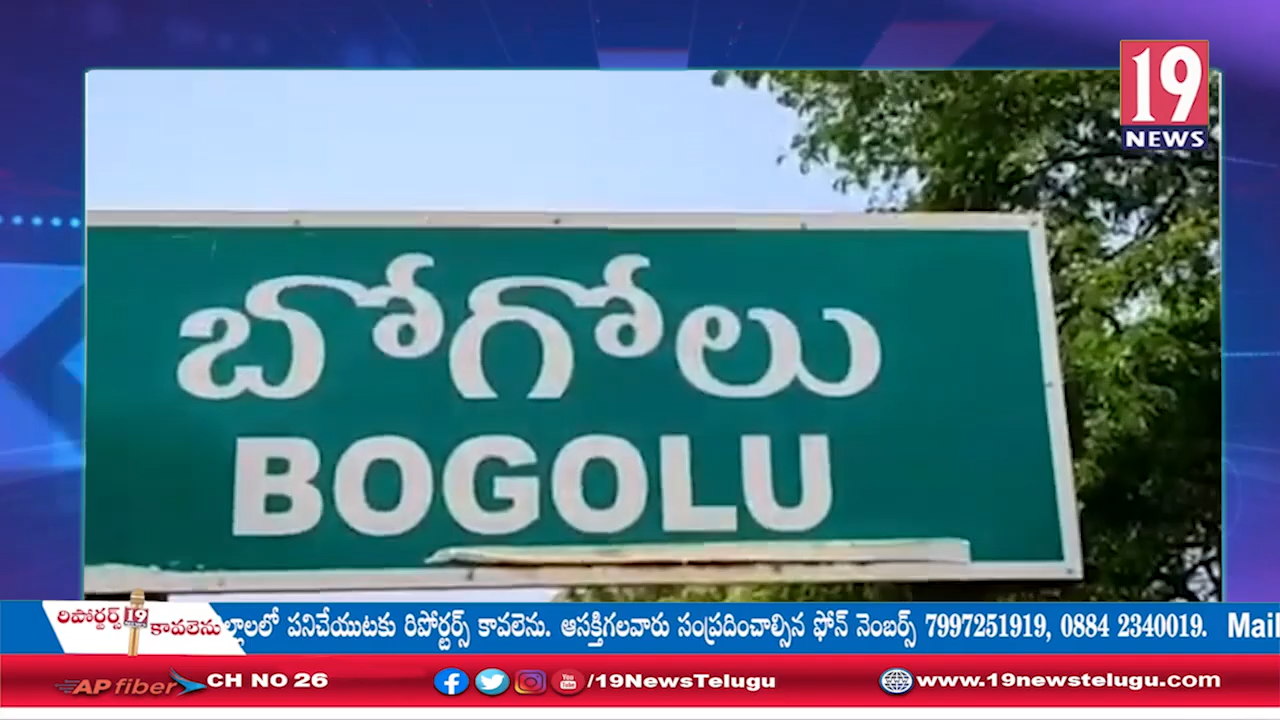 19
NEWS
బోగోలు
BOGOLU
రిపోర్టర్స్ 19
కావలెను
ల్లాలలో పనిచేయుటకు రిపోర్టర్స్ కావలెను. ఆసక్తిగలవారు సంప్రదించాల్సిన ఫోన్ నెంబర్స్ 7997251919, 0884 2340019. Mail
AP fiber CH NO 26 /19NewsTelugu www.19newstelugu.com